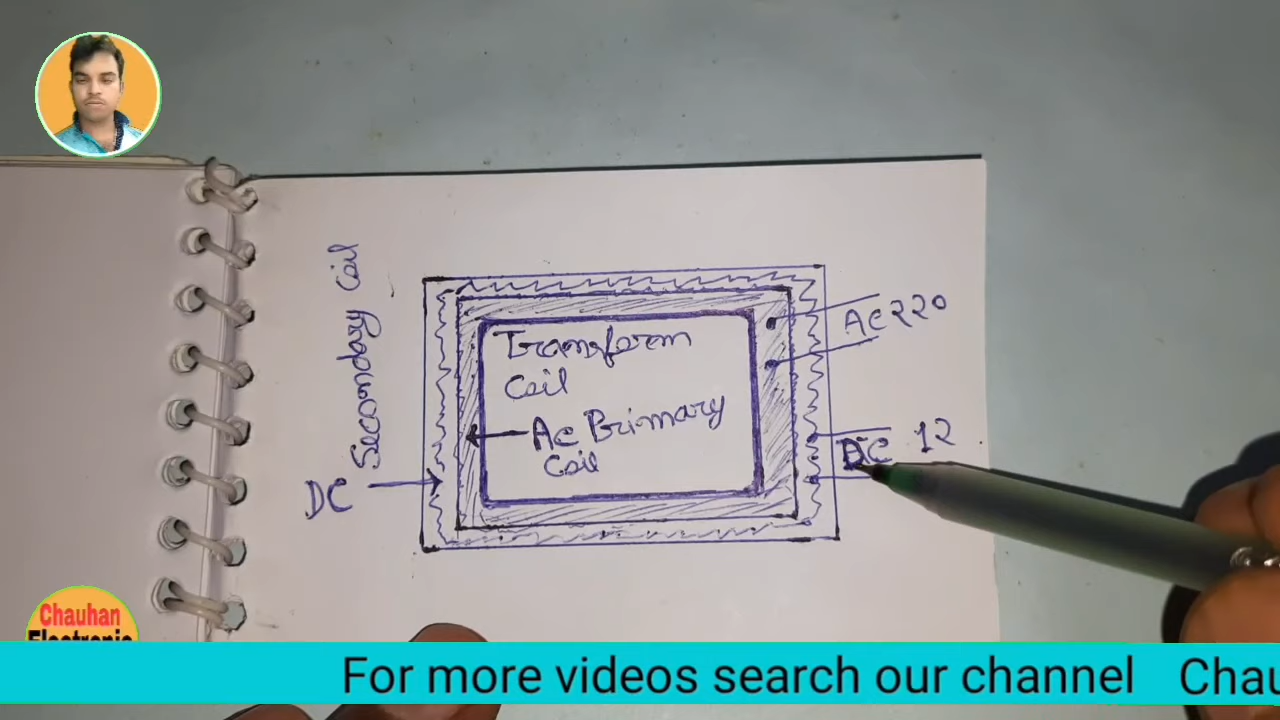 Secondary Coil
DC
Transform
Coil
Ac Primary
Coil
AC 220
DC 12
Chauhan
Electronic
For more videos search our channel Chau